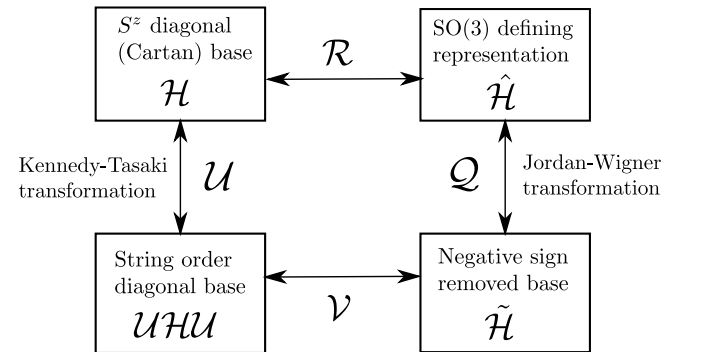 S^z diagonal
(Cartan) base
ℋ
ℛ
SO(3) defining
representation
Ĥ
Kennedy-Tasaki
transformation
𝒰
𝒬
Jordan-Wigner
transformation
String order
diagonal base
𝒰ℋ𝒰
𝒱
Negative sign
removed base
ℋ̃